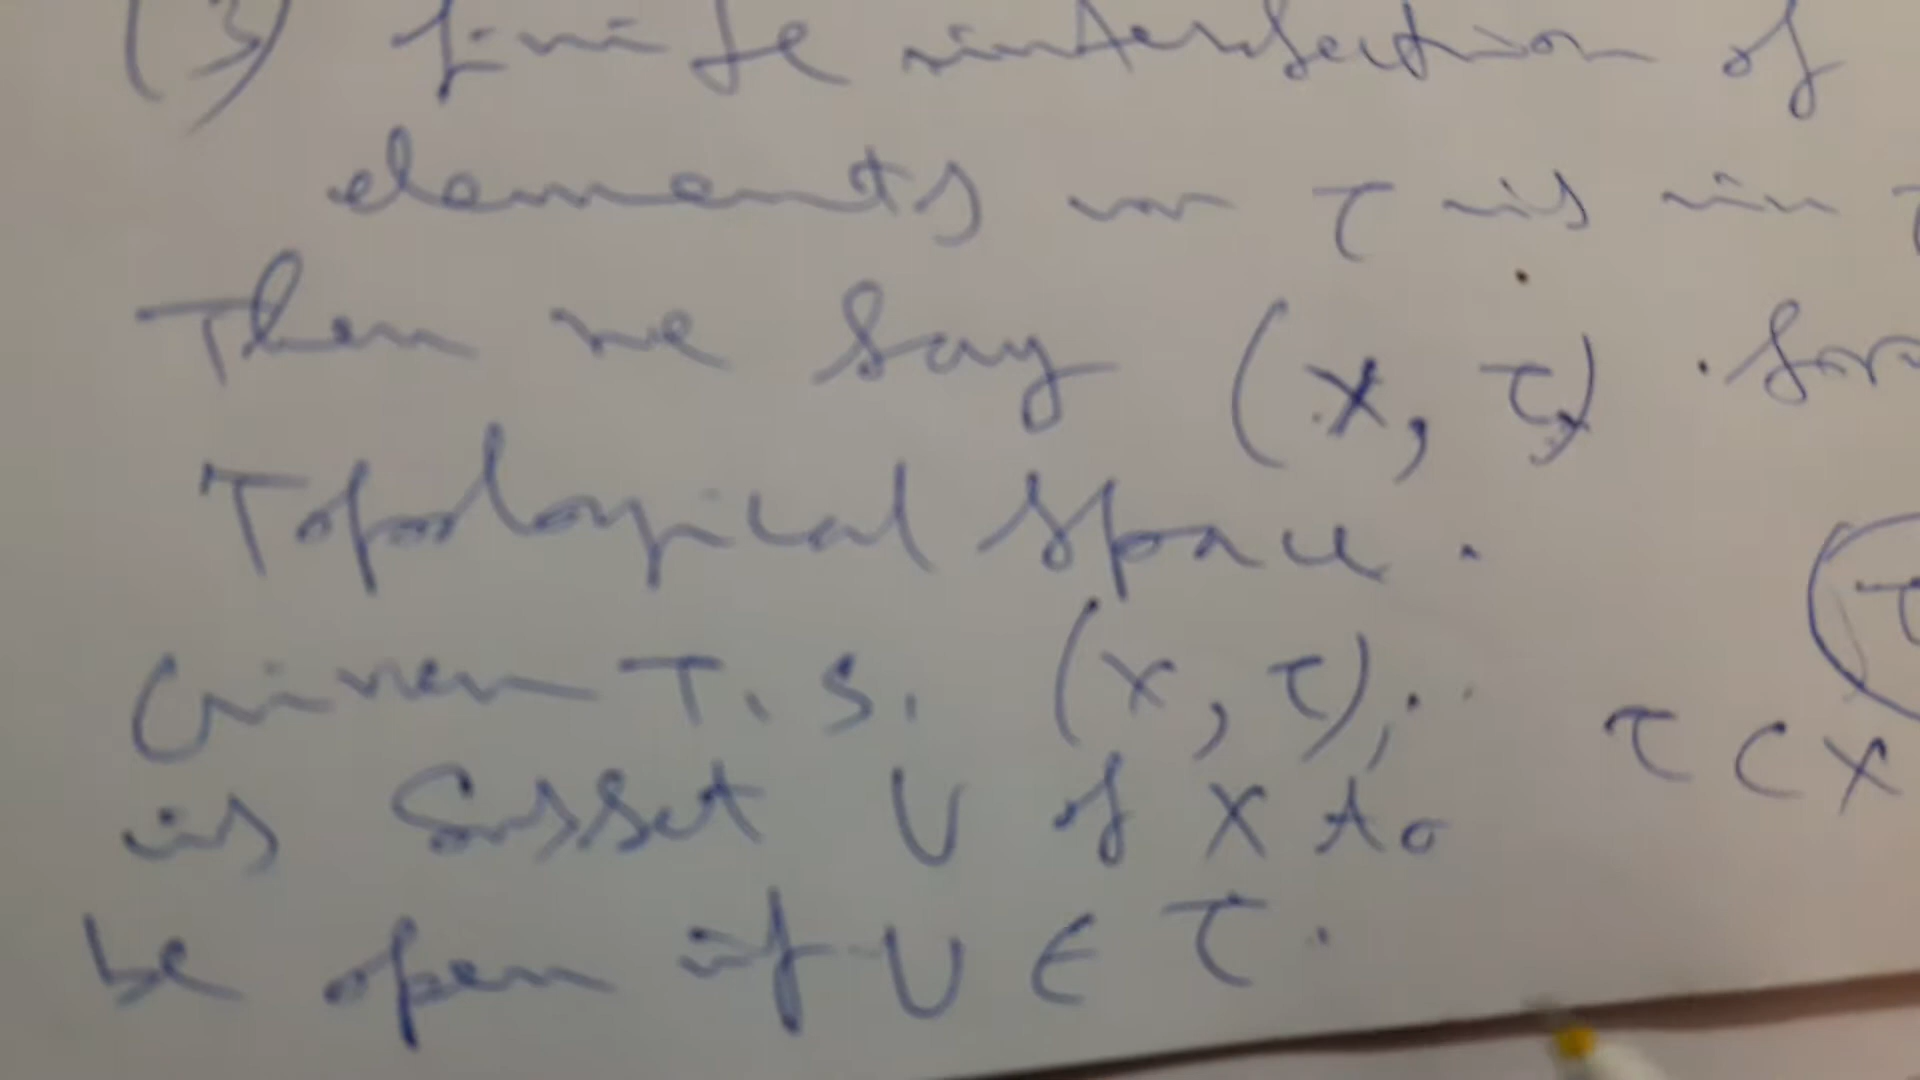 (3) finite intersection of
elements in τ is in τ
Then we say (X, τ) for
Topological space.
Given T. S. (X, τ),
τ ⊂ X
is Subset U of X to
be open if U ∈ τ.